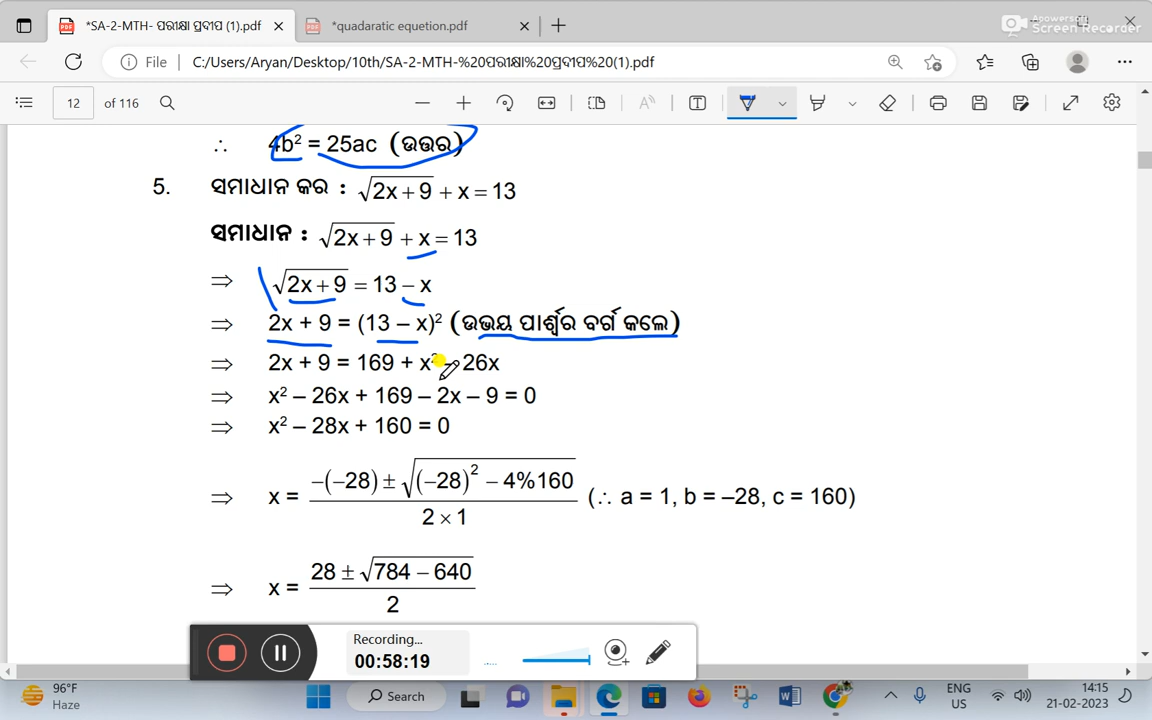 *SA-2-MTH- ପରୀକ୍ଷା ପ୍ରଦୀପ (1).pdf
*quadaratic equetion.pdf
Apowersoft
Screen Recorder
File C:/Users/Aryan/Desktop/10th/SA-2-MTH-%20ପରୀକ୍ଷା%20ପ୍ରଦୀପ%20(1).pdf
12 of 116
∴ 4b² = 25ac (ଉତ୍ତର)
5. ସମାଧାନ କର : √(2x+9) + x = 13
ସମାଧାନ : √(2x+9) + x = 13
⇒ √(2x+9) = 13 – x
⇒ 2x + 9 = (13 – x)² (ଉଭୟ ପାର୍ଶ୍ୱର ବର୍ଗ କଲେ)
⇒ 2x + 9 = 169 + x² – 26x
⇒ x² – 26x + 169 – 2x – 9 = 0
⇒ x² – 28x + 160 = 0
⇒ x = (–(–28) ± √((–28)² – 4%160)) / (2 × 1) (∴ a = 1, b = –28, c = 160)
⇒ x = (28 ± √(784 – 640)) / 2
Recording...
00:58:19
96°F
Haze
Search
ENG
US
14:15
21-02-2023